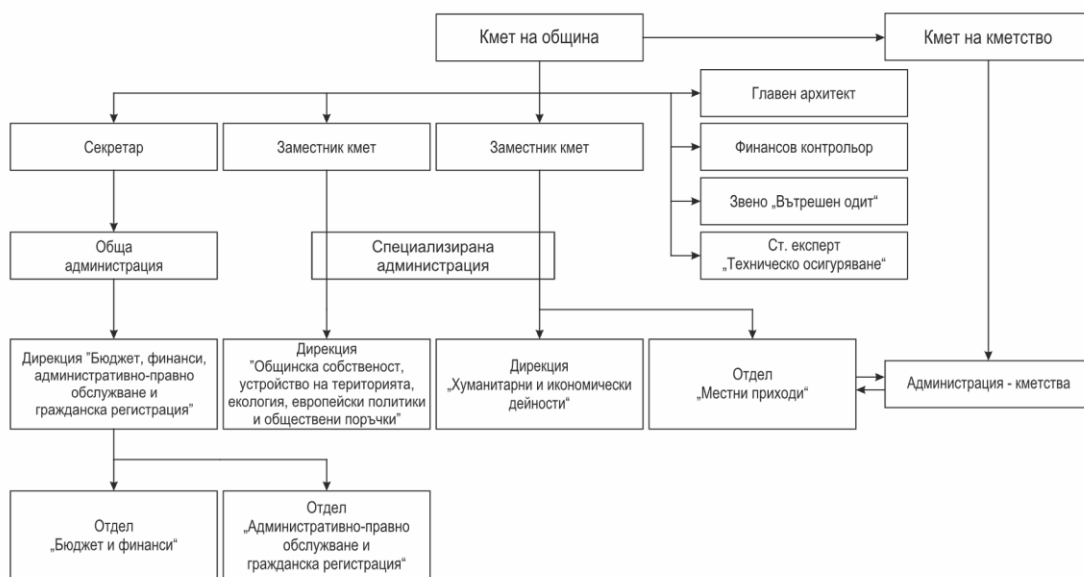 Кмет на община
Кмет на кметство
Главен архитект
Секретар
Заместник кмет
Заместник кмет
Финансов контрольор
Звено „Вътрешен одит“
Обща
администрация
Специализирана
администрация
Ст. експерт
„Техническо осигуряване“
Дирекция "Бюджет, финанси,
административно-правно
обслужване и
гражданска регистрация”
Дирекция
"Общинска собственост,
устройство на територията,
екология, европейски политики
и обществени поръчки”
Дирекция
„Хуманитарни и икономически
дейности“
Отдел
„Местни приходи“
Администрация - кметства
Отдел
„Бюджет и финанси“
Отдел
„Административно-правно
обслужване и
гражданска регистрация“